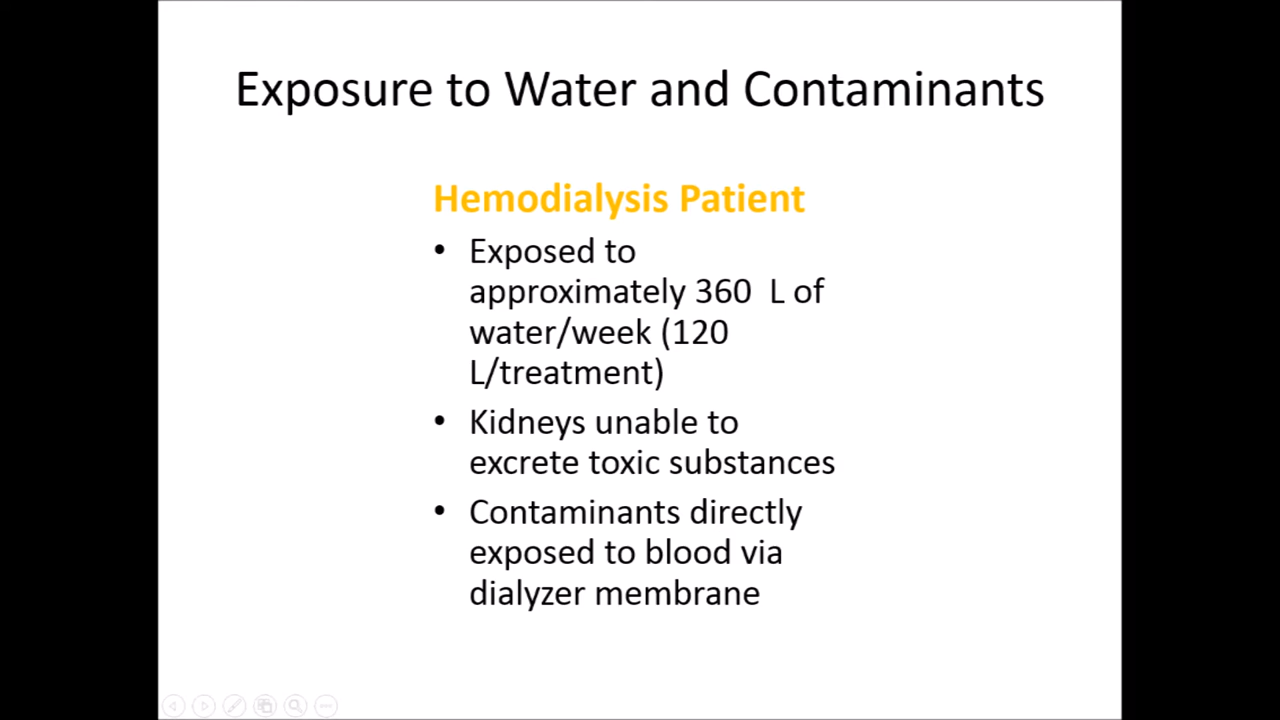 Exposure to Water and Contaminants
Hemodialysis Patient
• Exposed to
approximately 360  L of
water/week (120
L/treatment)
• Kidneys unable to
excrete toxic substances
• Contaminants directly
exposed to blood via
dialyzer membrane